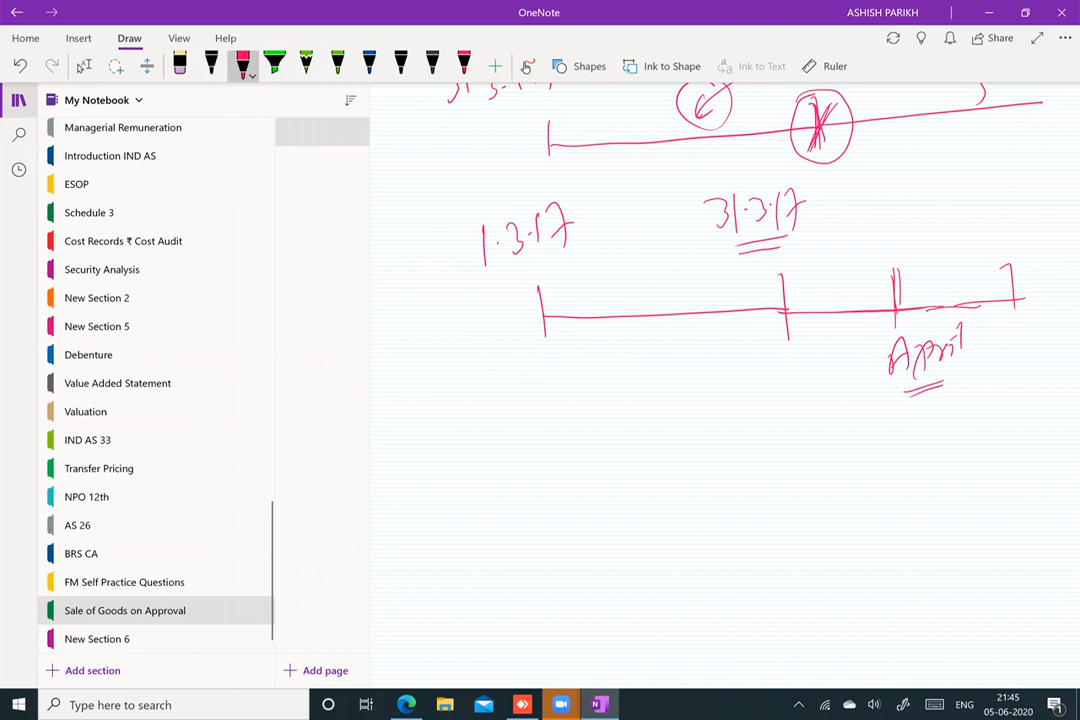 OneNote
ASHISH PARIKH
Home
Insert
Draw
View
Help
Share
Shapes
Ink to Shape
Ink to Text
Ruler
My Notebook
Managerial Remuneration
Introduction IND AS
ESOP
Schedule 3
Cost Records ₹ Cost Audit
Security Analysis
New Section 2
New Section 5
Debenture
Value Added Statement
Valuation
IND AS 33
Transfer Pricing
NPO 12th
AS 26
BRS CA
FM Self Practice Questions
Sale of Goods on Approval
New Section 6
Add section
Add page
1.3.17
31.3.17
April
Type here to search
ENG
21:45
05-06-2020
1